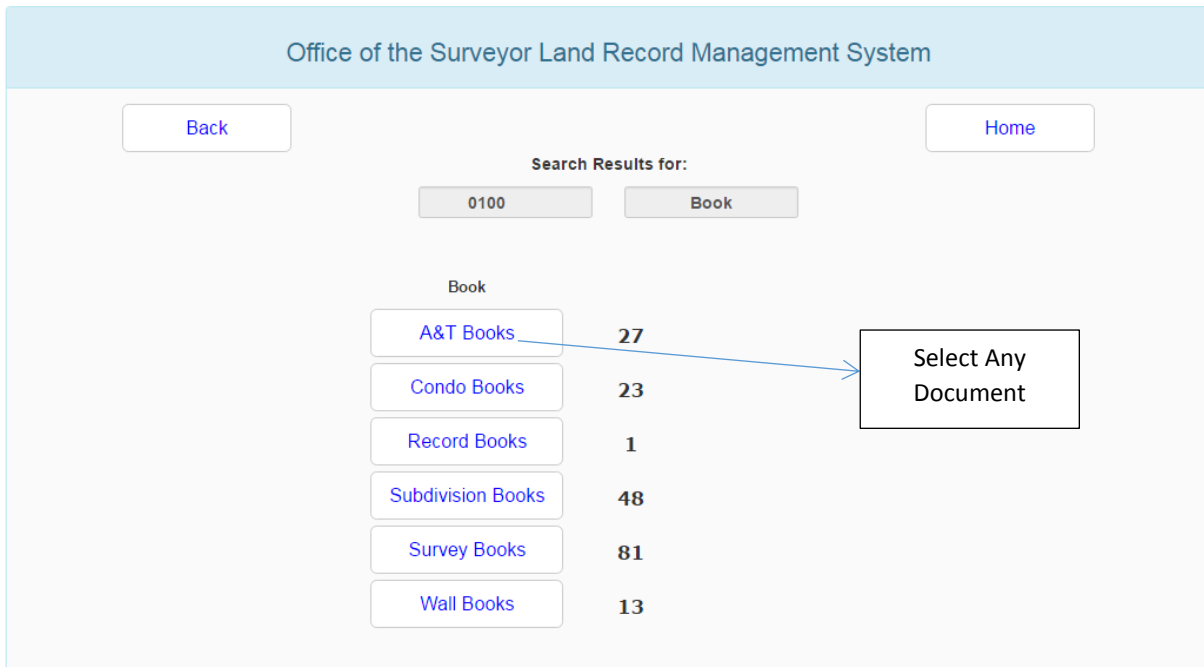 Office of the Surveyor Land Record Management System
Back
Home
Search Results for:
0100 Book
Book
A&T Books 27
Select Any
Document
Condo Books 23
Record Books 1
Subdivision Books 48
Survey Books 81
Wall Books 13